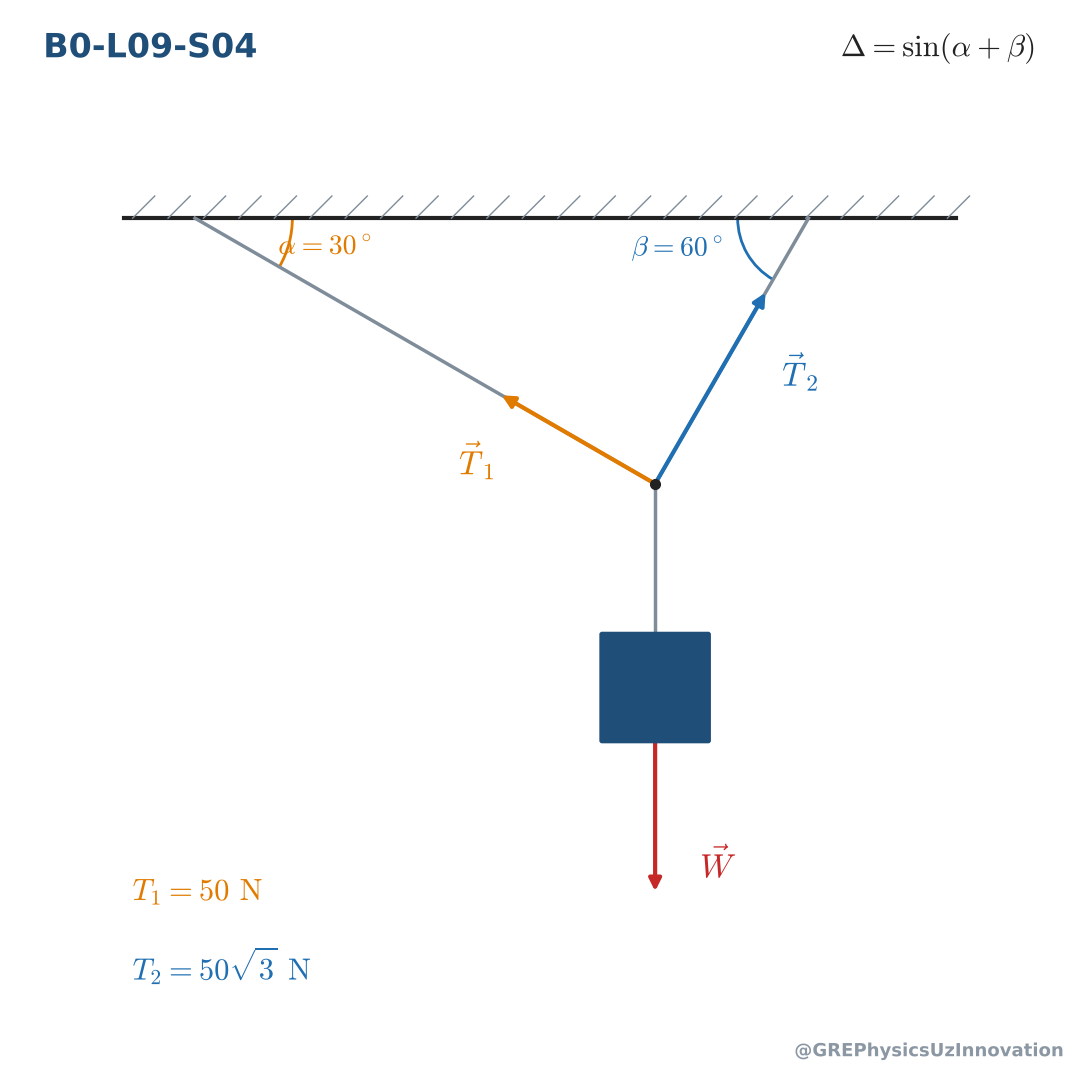 B0-L09-S04
Δ = sin(α + β)
α = 30°
β = 60°
T⃗₂
T⃗₁
W⃗
T₁ = 50 N
T₂ = 50√3 N
@GREPhysicsUzInnovation